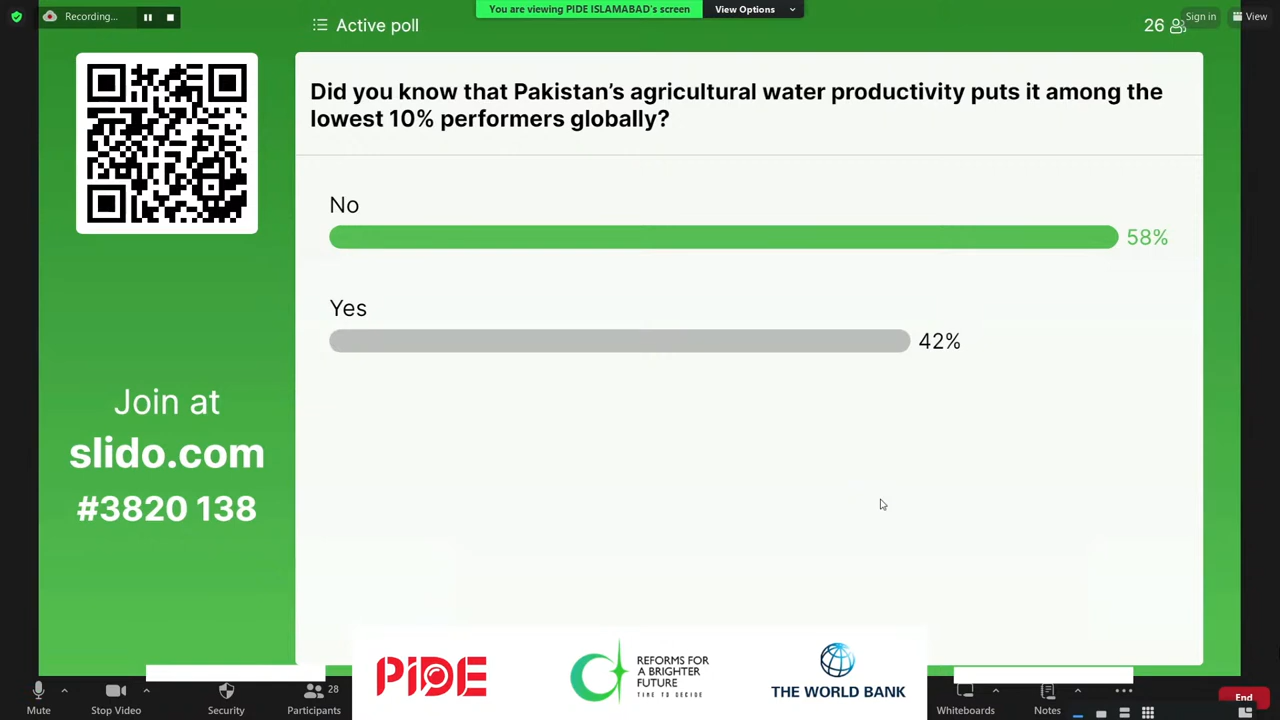 Recording...
You are viewing PIDE ISLAMABAD's screen
View Options
Sign in
View
Active poll
26
Did you know that Pakistan’s agricultural water productivity puts it among the
lowest 10% performers globally?
No
58%
Yes
42%
Join at
slido.com
#3820 138
PIDE
REFORMS FOR
A BRIGHTER
FUTURE
TIME TO DECIDE
THE WORLD BANK
Mute
Stop Video
Security
Participants
28
Whiteboards
Notes
End